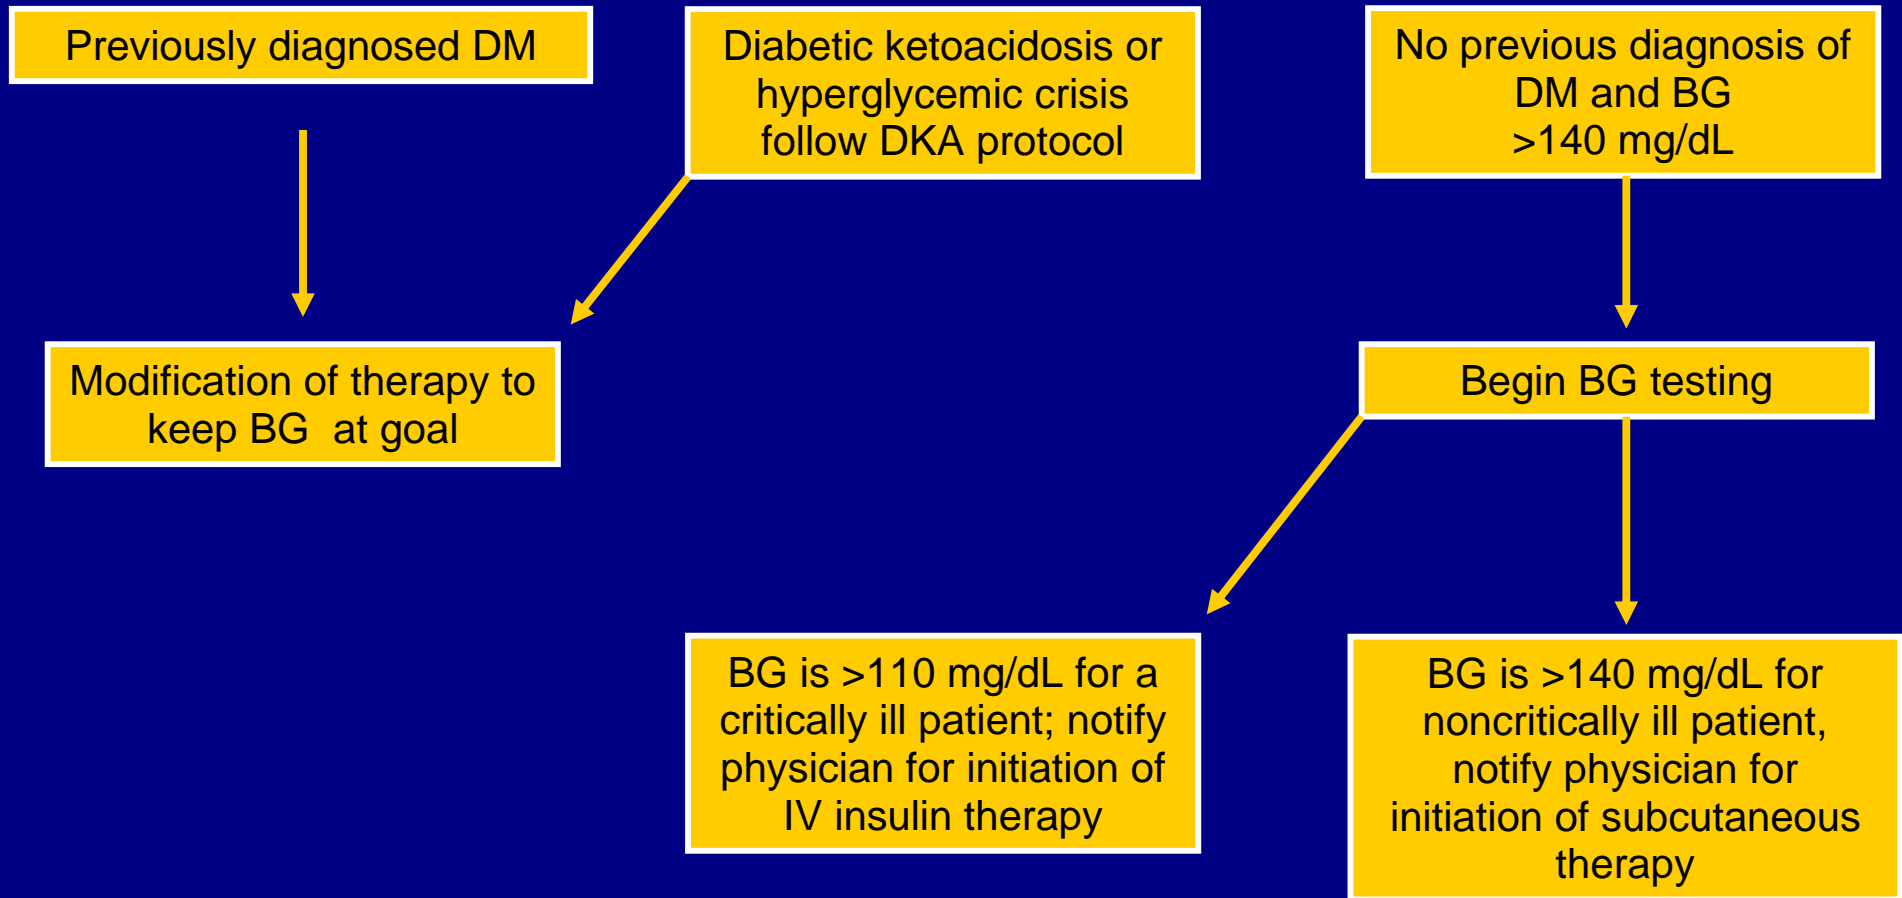 Previously diagnosed DM
Diabetic ketoacidosis or
hyperglycemic crisis
follow DKA protocol
No previous diagnosis of
DM and BG
>140 mg/dL
Modification of therapy to
keep BG  at goal
Begin BG testing
BG is >110 mg/dL for a
critically ill patient; notify
physician for initiation of
IV insulin therapy
BG is >140 mg/dL for
noncritically ill patient,
notify physician for
initiation of subcutaneous
therapy